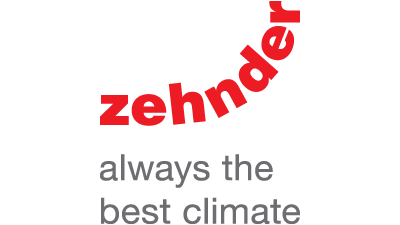 zehnder
always the
best climate